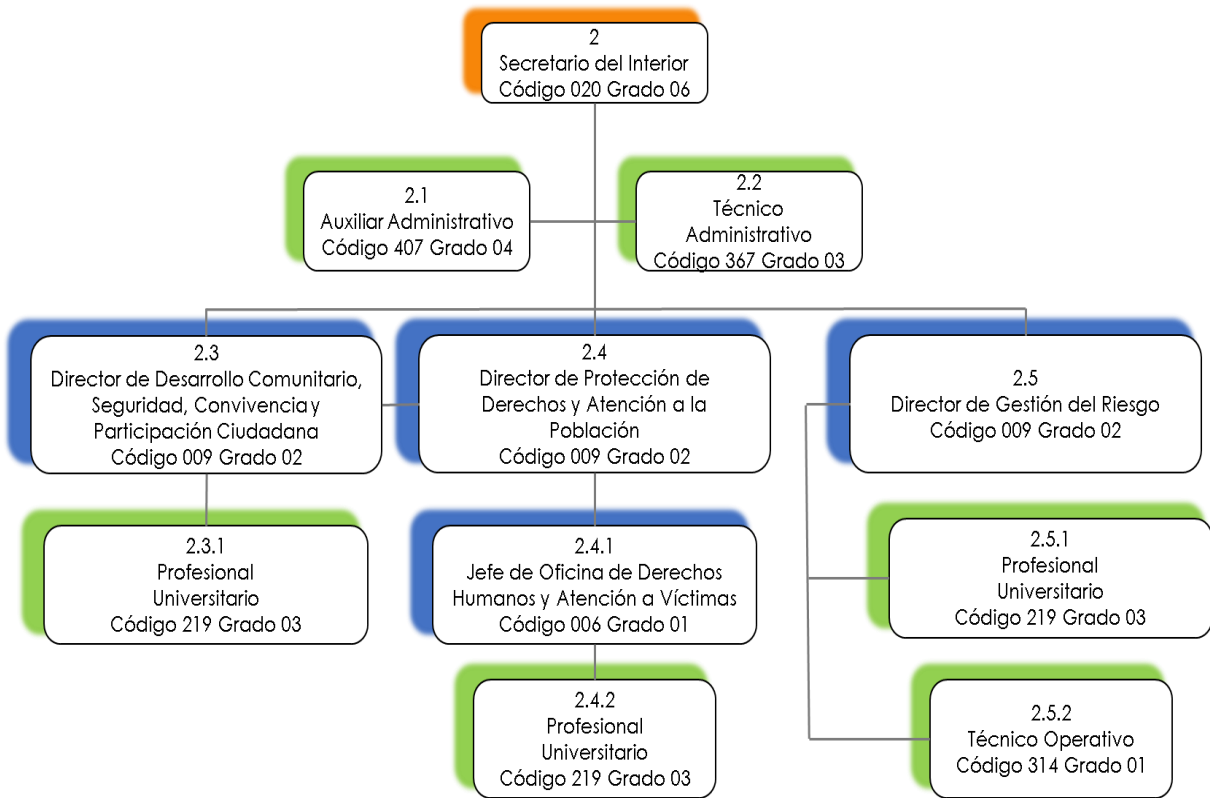 2
Secretario del Interior
Código 020 Grado 06
2.1
Auxiliar Administrativo
Código 407 Grado 04
2.2
Técnico
Administrativo
Código 367 Grado 03
2.3
Director de Desarrollo Comunitario,
Seguridad, Convivencia y
Participación Ciudadana
Código 009 Grado 02
2.4
Director de Protección de
Derechos y Atención a la
Población
Código 009 Grado 02
2.5
Director de Gestión del Riesgo
Código 009 Grado 02
2.3.1
Profesional
Universitario
Código 219 Grado 03
2.4.1
Jefe de Oficina de Derechos
Humanos y Atención a Víctimas
Código 006 Grado 01
2.5.1
Profesional
Universitario
Código 219 Grado 03
2.4.2
Profesional
Universitario
Código 219 Grado 03
2.5.2
Técnico Operativo
Código 314 Grado 01